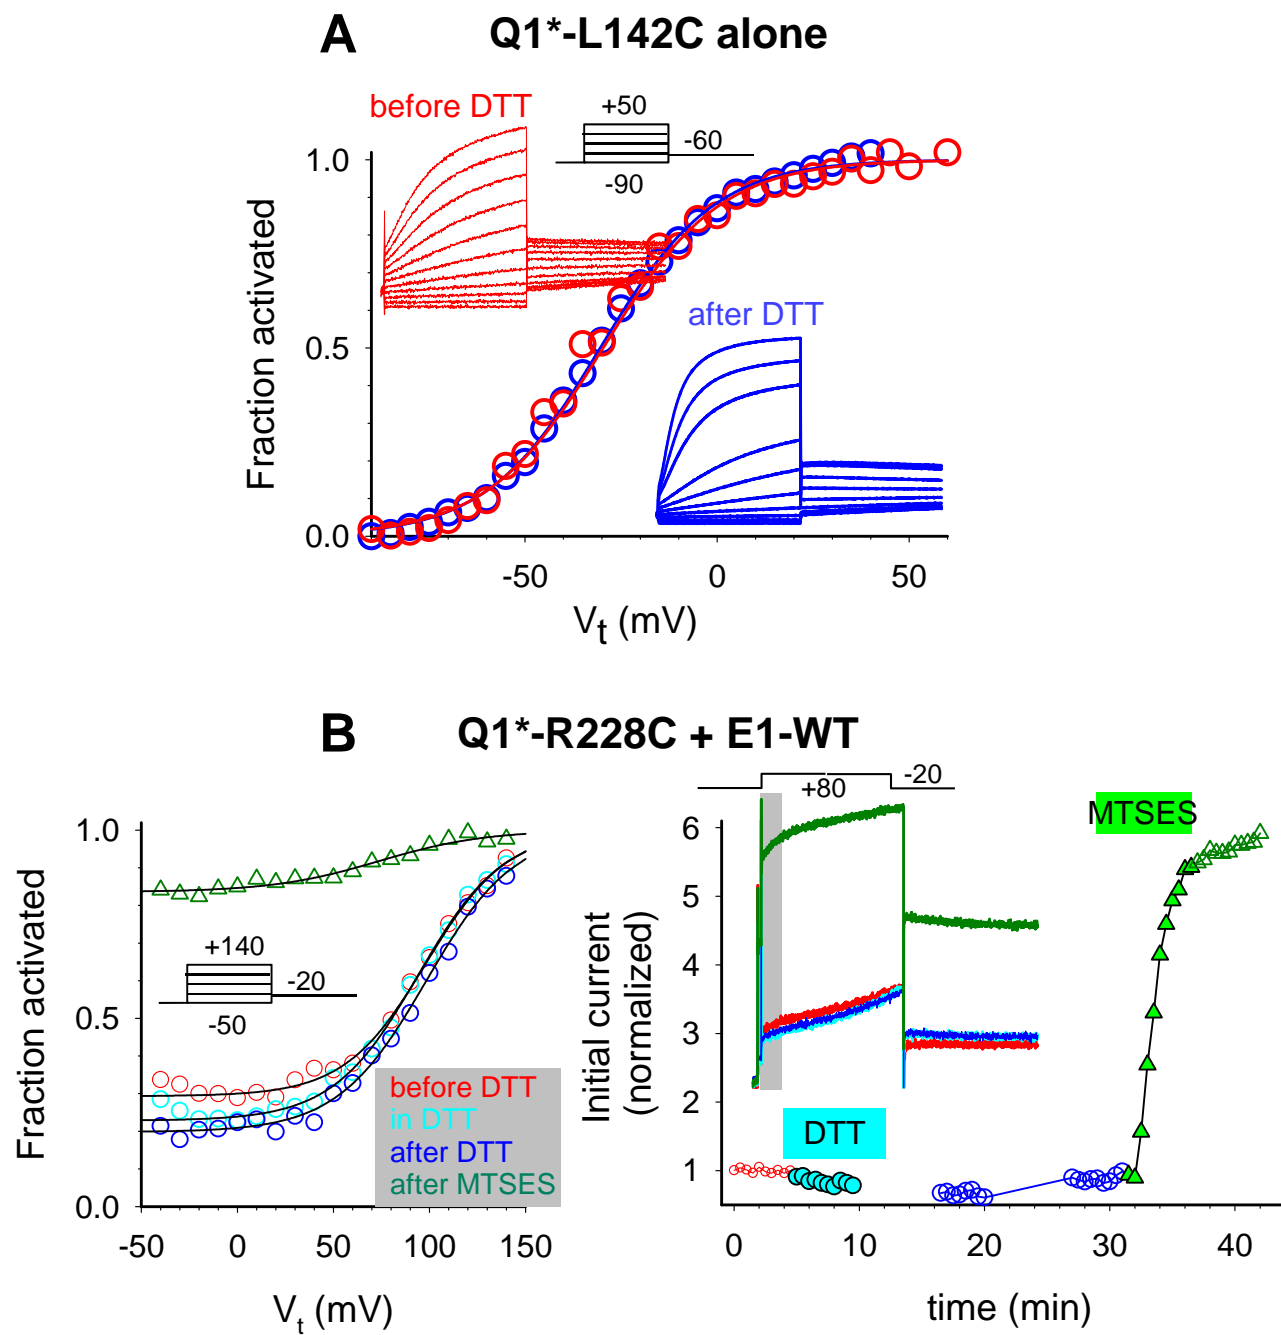 A Q1*-L142C alone
before DTT
+50
-60
-90
after DTT
1.0
0.5
0.0
Fraction activated
-50 0 50
Vt (mV)
B Q1*-R228C + E1-WT
1.0
0.5
0.0
Fraction activated
+140
-20
-50
before DTT
in DTT
after DTT
after MTSES
-50 0 50 100 150
Vt (mV)
+80
-20
MTSES
6
5
4
3
2
1
Initial current
(normalized)
DTT
0 10 20 30 40
time (min)